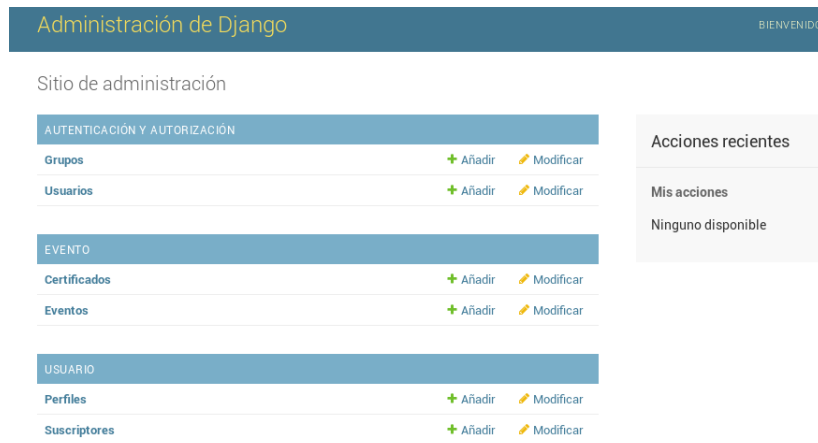 Administración de Django
BIENVENIDO
Sitio de administración
AUTENTICACIÓN Y AUTORIZACIÓN
Grupos Añadir Modificar
Usuarios Añadir Modificar
EVENTO
Certificados Añadir Modificar
Eventos Añadir Modificar
USUARIO
Perfiles Añadir Modificar
Suscriptores Añadir Modificar
Acciones recientes
Mis acciones
Ninguno disponible